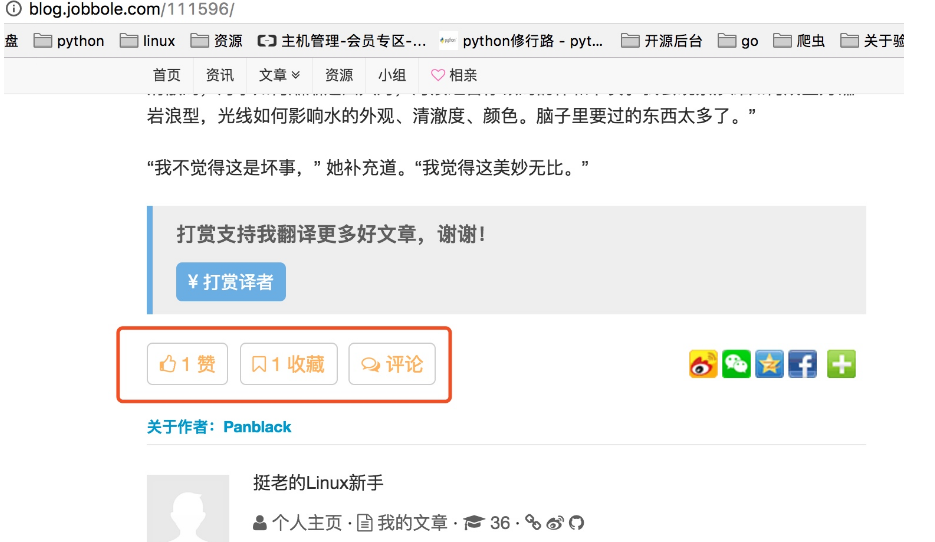 blog.jobbole.com/111596/
盘 python linux 资源 主机管理-会员专区-... python修行路 - pyt... 开源后台 go 爬虫 关于验
首页 资讯 文章 资源 小组 相亲
岩浪型，光线如何影响水的外观、清澈度、颜色。脑子里要过的东西太多了。”
“我不觉得这是坏事，” 她补充道。“我觉得这美妙无比。”
打赏支持我翻译更多好文章，谢谢！
¥ 打赏译者
1 赞 1 收藏 评论
关于作者：Panblack
挺老的Linux新手
个人主页 · 我的文章 · 36 ·